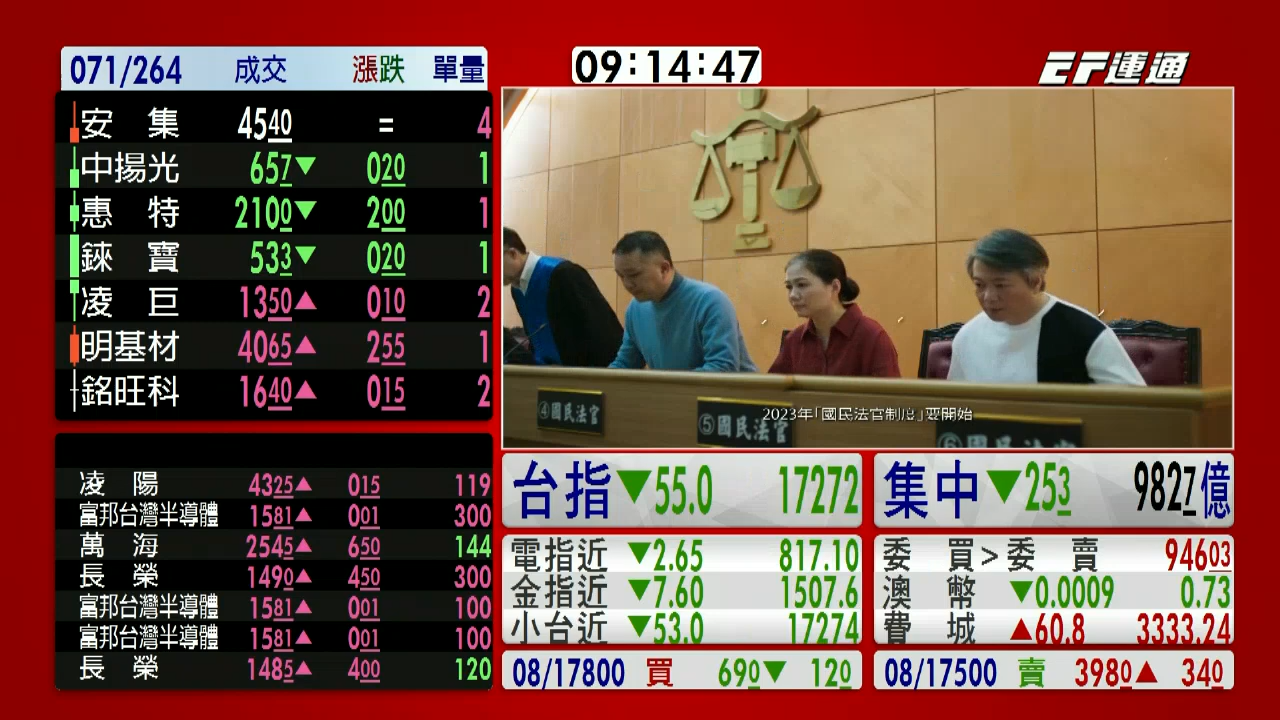 071/264 成交 漲跌 單量
安集 4540 = 4
中揚光 657▼ 020 1
惠特 2100▼ 200 1
錸寶 533▼ 020 1
凌巨 1350▲ 010 2
明基材 4065▲ 255 1
銘旺科 1640▲ 015 2
凌陽 4325▲ 015 119
富邦台灣半導體 1581▲ 001 300
萬海 2545▲ 650 144
長榮 1490▲ 450 300
富邦台灣半導體 1581▲ 001 100
富邦台灣半導體 1581▲ 001 100
長榮 1485▲ 400 120
09:14:47
EF運通
④國民法官
⑤國民法官
⑥國民法官
2023年「國民法官制度」要開始
台指▼55.0 17272
電指近 ▼2.65 817.10
金指近 ▼7.60 1507.6
小台近 ▼53.0 17274
08/17800 買 690▼ 120
集中▼253 9827億
委買>委賣 94603
澳幣 ▼0.0009 0.73
費城 ▲60.8 3333.24
08/17500 賣 3980▲ 340